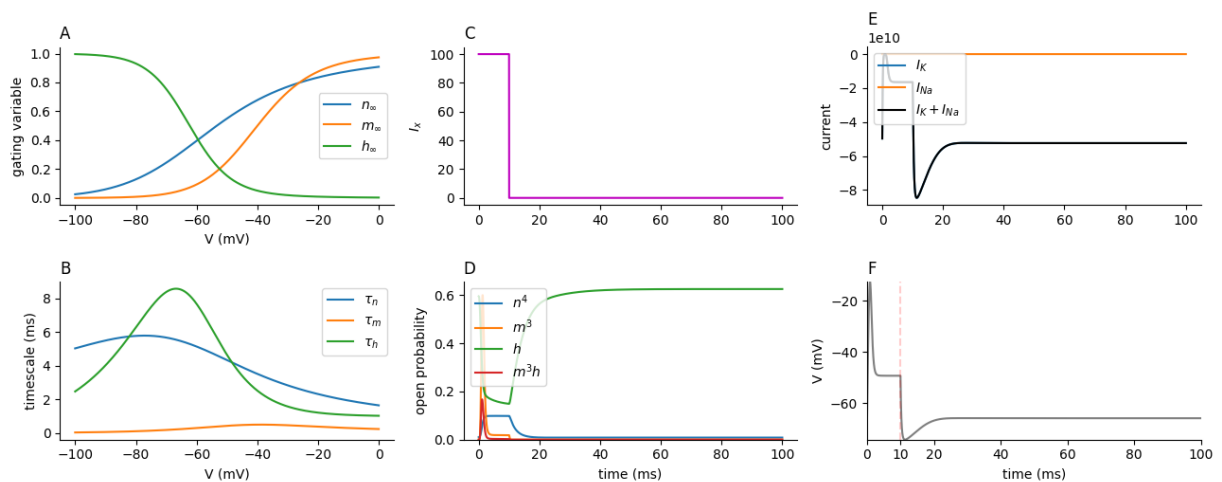 A
1.0
0.8
0.6
0.4
0.2
0.0
gating variable
n∞
m∞
h∞
−100
−80
−60
−40
−20
0
V (mV)
B
8
6
4
2
0
timescale (ms)
τn
τm
τh
−100
−80
−60
−40
−20
0
V (mV)
C
100
80
60
40
20
0
Ix
0
20
40
60
80
100
D
0.6
0.4
0.2
0.0
open probability
n⁴
m³
h
m³h
0
20
40
60
80
100
time (ms)
E
1e10
0
−2
−4
−6
−8
current
IK
INa
IK + INa
0
20
40
60
80
100
F
−20
−40
−60
V (mV)
0
10
20
40
60
80
100
time (ms)